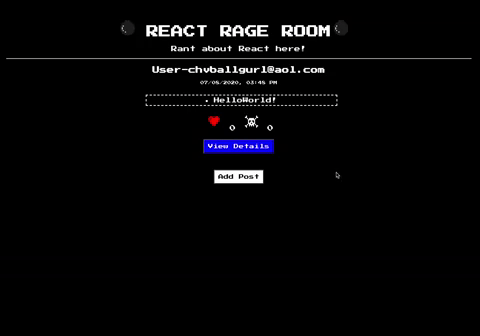 REACT RAGE ROOM
Rant about React here!
User-chvballgurl@aol.com
07/05/2020, 03:45 PM
. HelloWorld!
0 0
View Details
Add Post